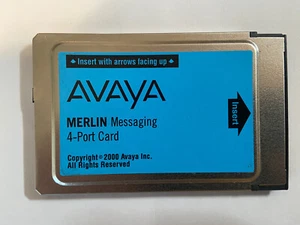 Insert with arrows facing up
AVAYA
Insert
MERLIN Messaging
4-Port Card
Copyright © 2000 Avaya Inc.
All Rights Reserved